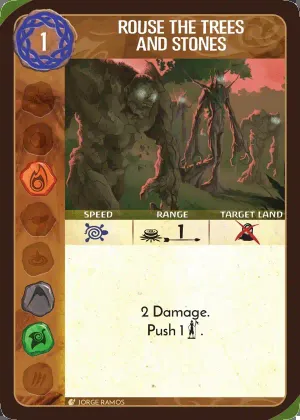 1
ROUSE THE TREES
AND STONES
SPEED RANGE TARGET LAND
1
2 Damage.
Push 1 .
JORGE RAMOS